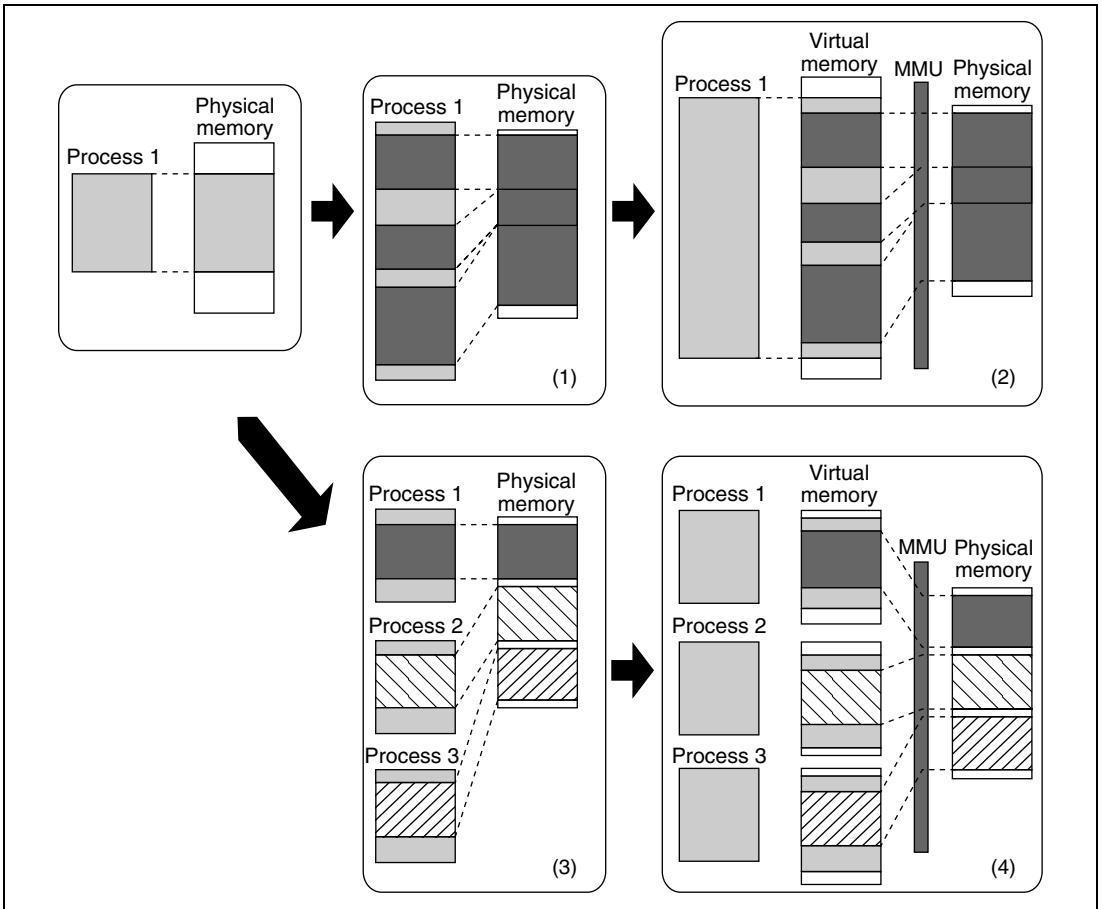 Process 1
Physical
memory
Process 1
Physical
memory
(1)
Process 1
Virtual
memory
MMU
Physical
memory
(2)
Process 1
Physical
memory
Process 2
Process 3
(3)
Process 1
Virtual
memory
MMU
Physical
memory
Process 2
Process 3
(4)